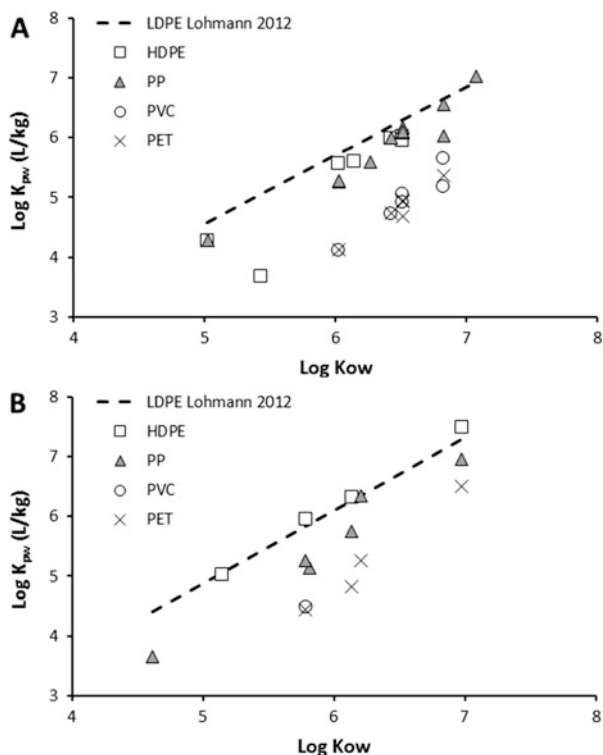 A
LDPE Lohmann 2012
HDPE
PP
PVC
PET
8
7
6
5
4
3
Log Kpw (L/kg)
4 5 6 7 8
Log Kow
B
LDPE Lohmann 2012
HDPE
PP
PVC
PET
8
7
6
5
4
3
Log Kpw (L/kg)
4 5 6 7 8
Log Kow